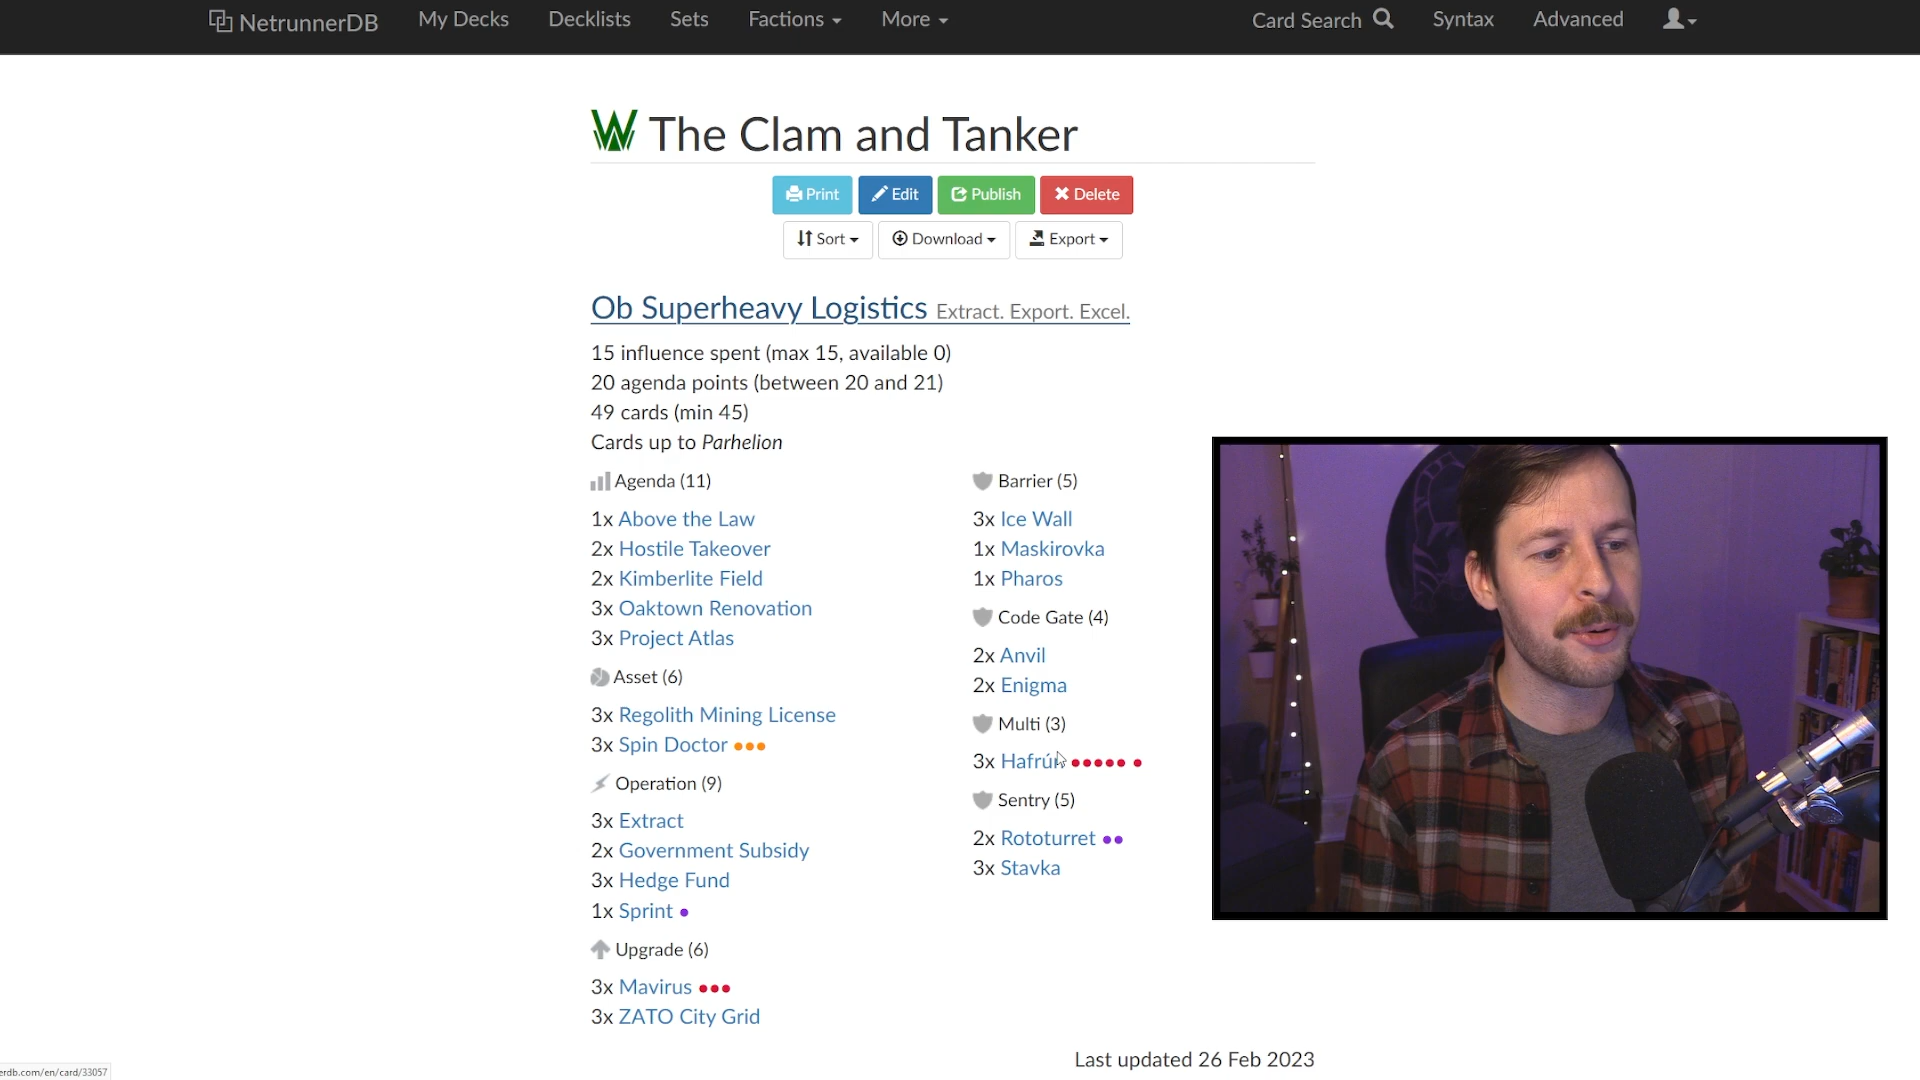 NetrunnerDB My Decks Decklists Sets Factions More Card Search Syntax Advanced
The Clam and Tanker
Print Edit Publish Delete
Sort Download Export
Ob Superheavy Logistics Extract. Export. Excel.
15 influence spent (max 15, available 0)
20 agenda points (between 20 and 21)
49 cards (min 45)
Cards up to Parhelion
Agenda (11)
1x Above the Law
2x Hostile Takeover
2x Kimberlite Field
3x Oaktown Renovation
3x Project Atlas
Asset (6)
3x Regolith Mining License
3x Spin Doctor
Operation (9)
3x Extract
2x Government Subsidy
3x Hedge Fund
1x Sprint
Upgrade (6)
3x Mavirus
3x ZATO City Grid
Barrier (5)
3x Ice Wall
1x Maskirovka
1x Pharos
Code Gate (4)
2x Anvil
2x Enigma
Multi (3)
3x Hafrún
Sentry (5)
2x Rototurret
3x Stavka
Last updated 26 Feb 2023
erdb.com/en/card/33057